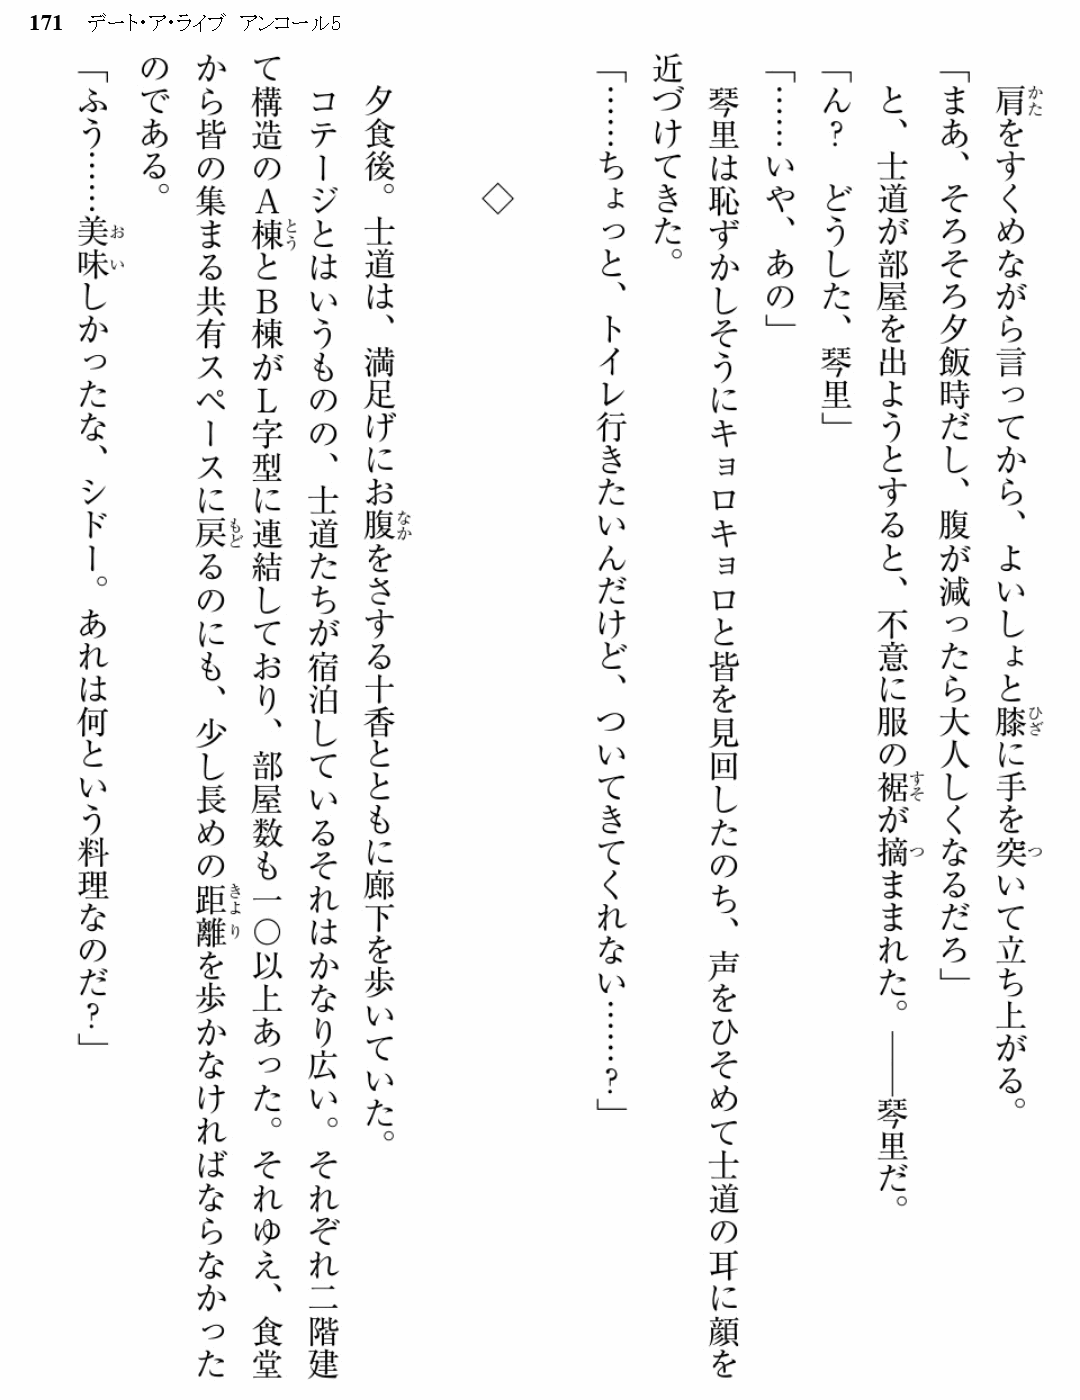 171 デート・ア・ライブ アンコール5
肩をすくめながら言ってから、よいしょと膝に手を突いて立ち上がる。
「まあ、そろそろ夕飯時だし、腹が減ったら大人しくなるだろ」
と、士道が部屋を出ようとすると、不意に服の裾が摘ままれた。――琴里だ。
「ん？　どうした、琴里」
「……いや、あの」
琴里は恥ずかしそうにキョロキョロと皆を見回したのち、声をひそめて士道の耳に顔を
近づけてきた。
「……ちょっと、トイレ行きたいんだけど、ついてきてくれない……？」
◇
夕食後。士道は、満足げにお腹をさする十香とともに廊下を歩いていた。
コテージとはいうものの、士道たちが宿泊しているそれはかなり広い。それぞれ二階建
て構造のＡ棟とＢ棟がＬ字型に連結しており、部屋数も一〇以上あった。それゆえ、食堂
から皆の集まる共有スペースに戻るのにも、少し長めの距離を歩かなければならなかった
のである。
「ふう……美味しかったな、シドー。あれは何という料理なのだ？」